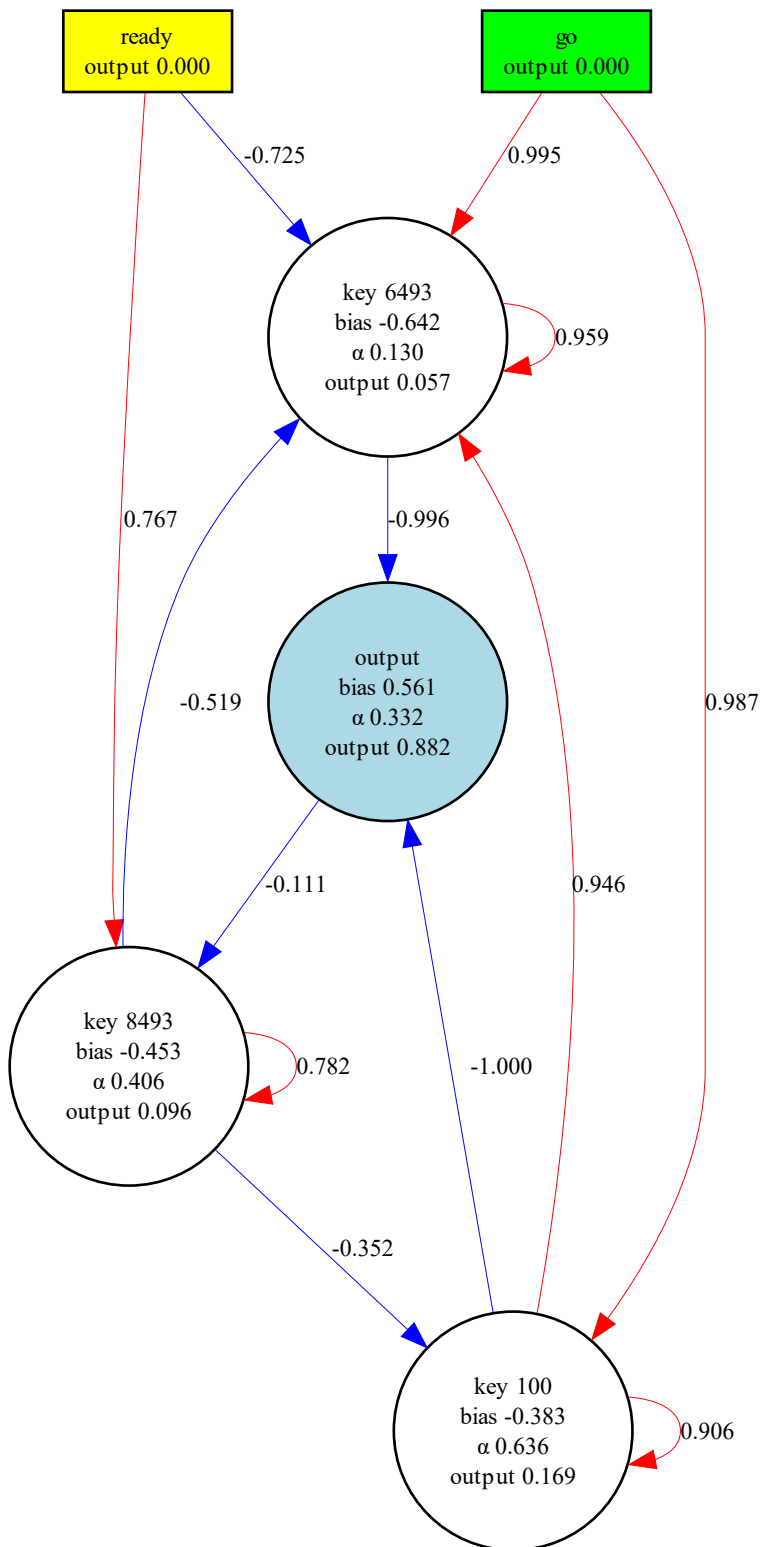 ready
output 0.000
go
output 0.000
-0.725
0.995
key 6493
bias -0.642
α 0.130
output 0.057
0.959
0.767
-0.996
output
bias 0.561
α 0.332
output 0.882
-0.519
0.987
-0.111
0.946
key 8493
bias -0.453
α 0.406
output 0.096
0.782
-1.000
-0.352
key 100
bias -0.383
α 0.636
output 0.169
0.906